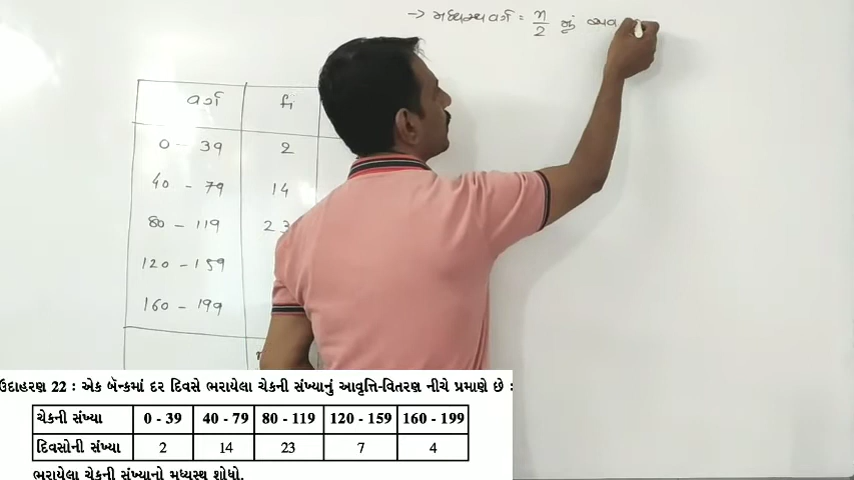 → મધ્યસ્થ વર્ગ = n/2 નું અવ
વર્ગ fi
0 - 39 2
40 - 79 14
80 - 119 23
120 - 159
160 - 199
ઉદાહરણ 22 : એક બૅન્કમાં દર દિવસે ભરાયેલા ચેકની સંખ્યાનું આવૃત્તિ-વિતરણ નીચે પ્રમાણે છે :
ચેકની સંખ્યા 0 - 39 40 - 79 80 - 119 120 - 159 160 - 199
દિવસોની સંખ્યા 2 14 23 7 4
ભરાયેલા ચેકની સંખ્યાનો મધ્યસ્થ શોધો.